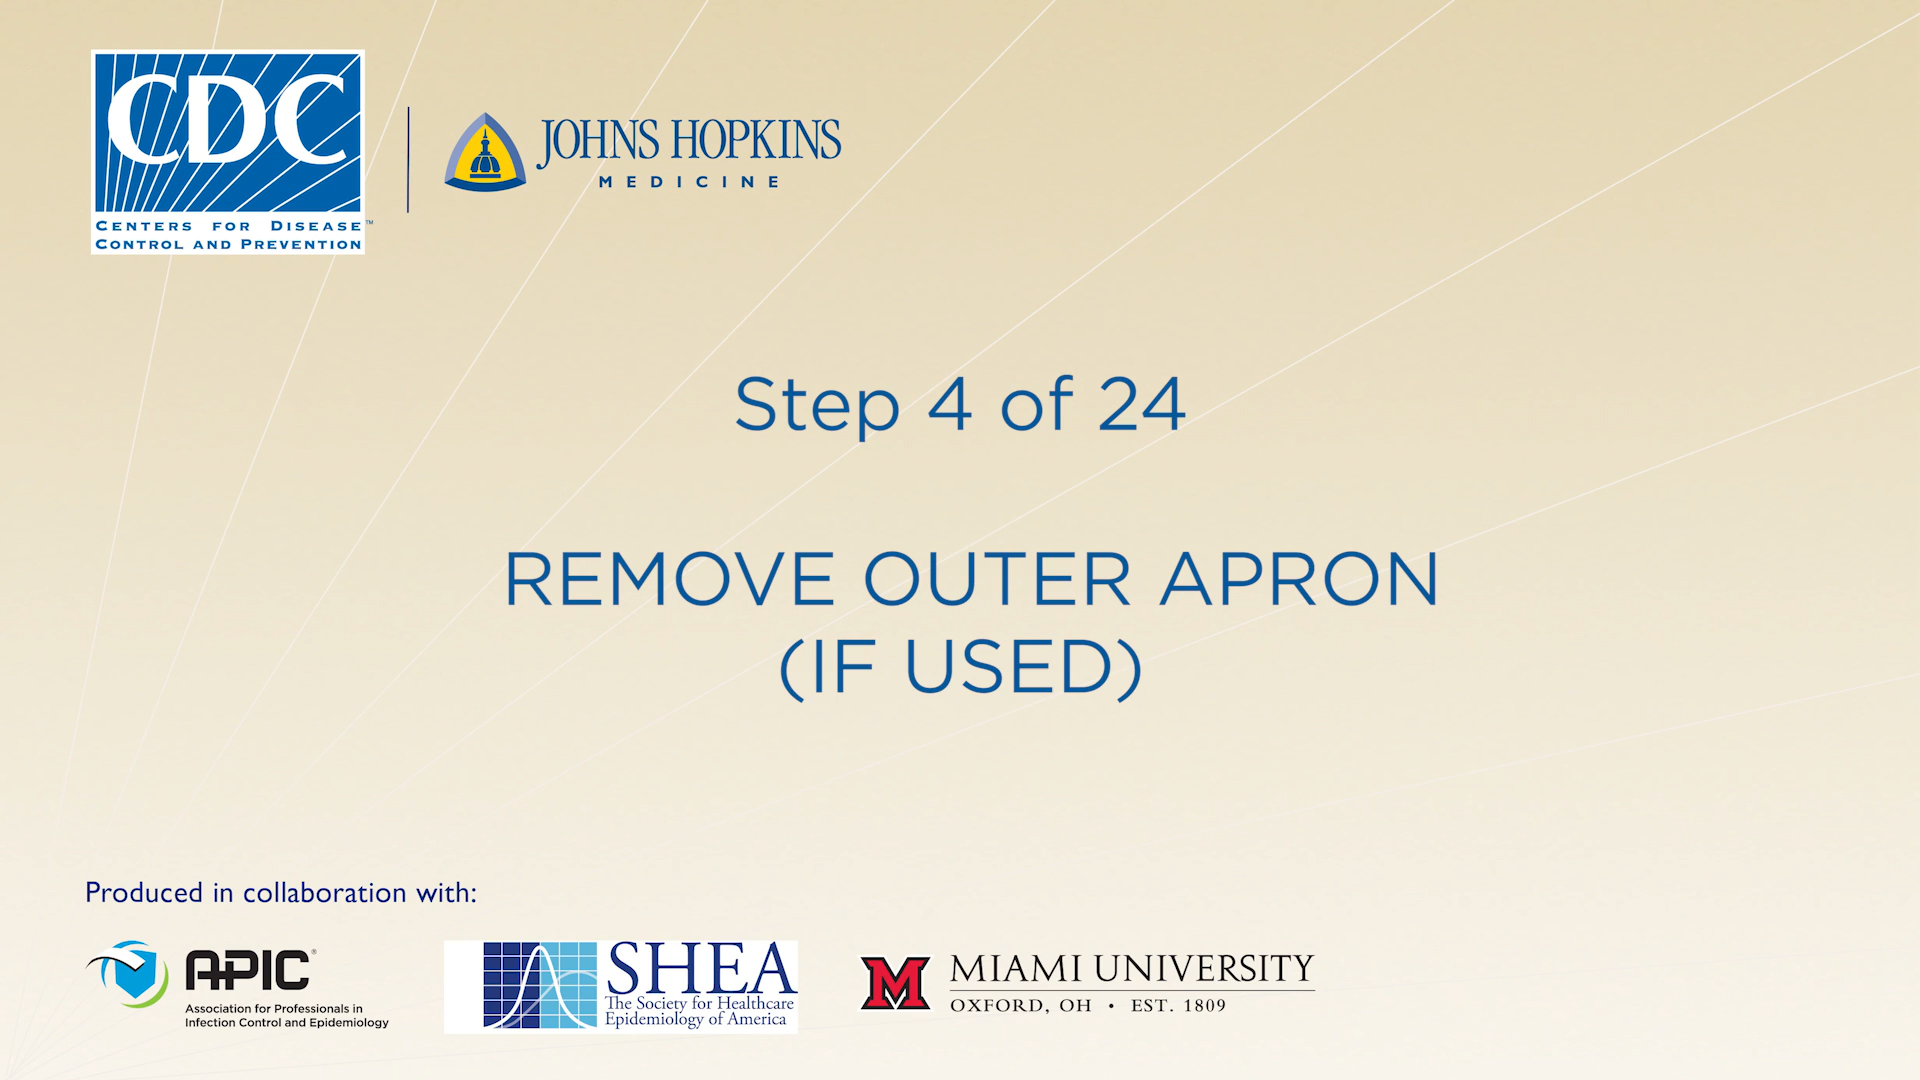 CDC
CENTERS FOR DISEASE™
CONTROL AND PREVENTION
JOHNS HOPKINS
MEDICINE
Step 4 of 24
REMOVE OUTER APRON
(IF USED)
Produced in collaboration with:
APIC®
Association for Professionals in
Infection Control and Epidemiology
SHEA
The Society for Healthcare
Epidemiology of America
M
MIAMI UNIVERSITY
OXFORD, OH • EST. 1809